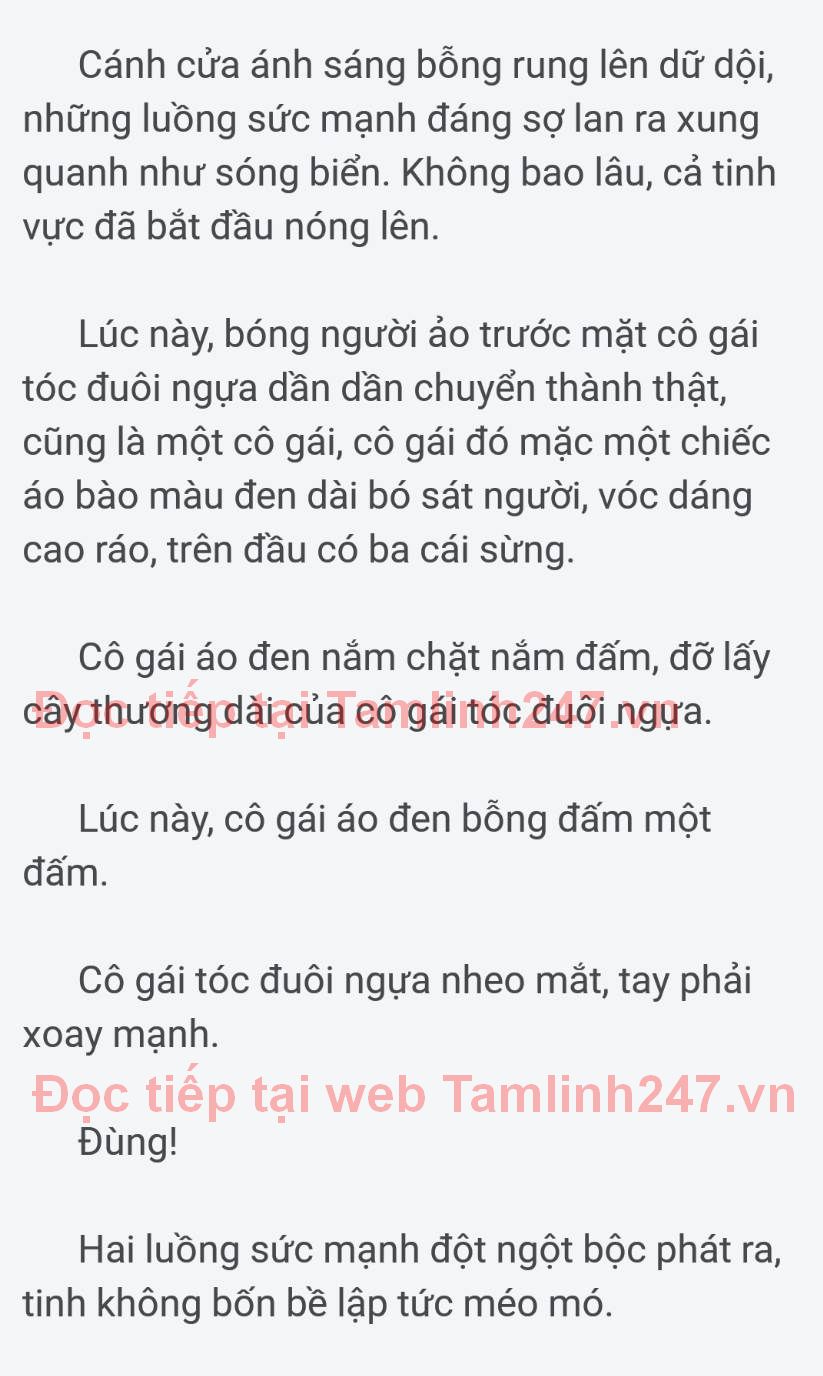 Cánh cửa ánh sáng bỗng rung lên dữ dội,
những luồng sức mạnh đáng sợ lan ra xung
quanh như sóng biển. Không bao lâu, cả tinh
vực đã bắt đầu nóng lên.
Lúc này, bóng người ảo trước mặt cô gái
tóc đuôi ngựa dần dần chuyển thành thật,
cũng là một cô gái, cô gái đó mặc một chiếc
áo bào màu đen dài bó sát người, vóc dáng
cao ráo, trên đầu có ba cái sừng.
Cô gái áo đen nắm chặt nắm đấm, đỡ lấy
cây thương dài của cô gái tóc đuôi ngựa.
Đọc tiếp tại Tamlinh247.vn
Lúc này, cô gái áo đen bỗng đấm một
đấm.
Cô gái tóc đuôi ngựa nheo mắt, tay phải
xoay mạnh.
Đọc tiếp tại web Tamlinh247.vn
Đùng!
Hai luồng sức mạnh đột ngột bộc phát ra,
tinh không bốn bề lập tức méo mó.